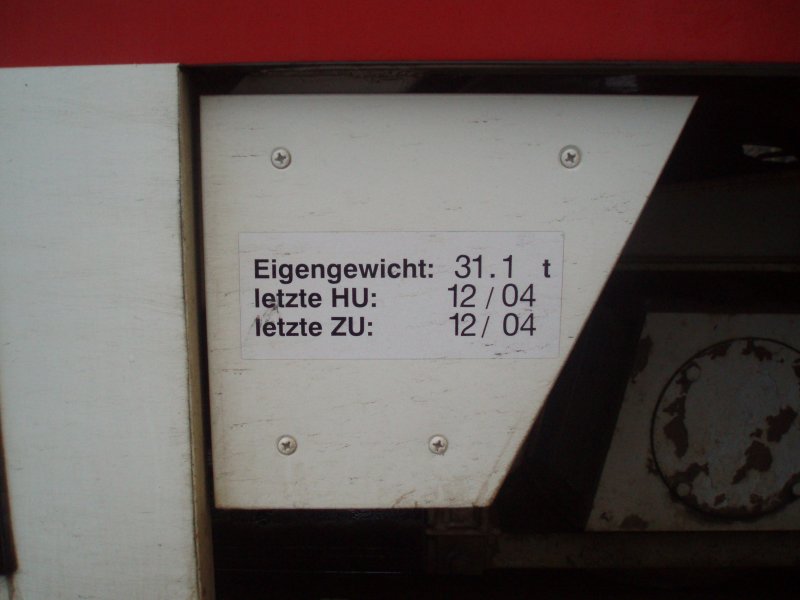 Eigengewicht: 31.1 t
letzte HU: 12 / 04
letzte ZU: 12 / 04